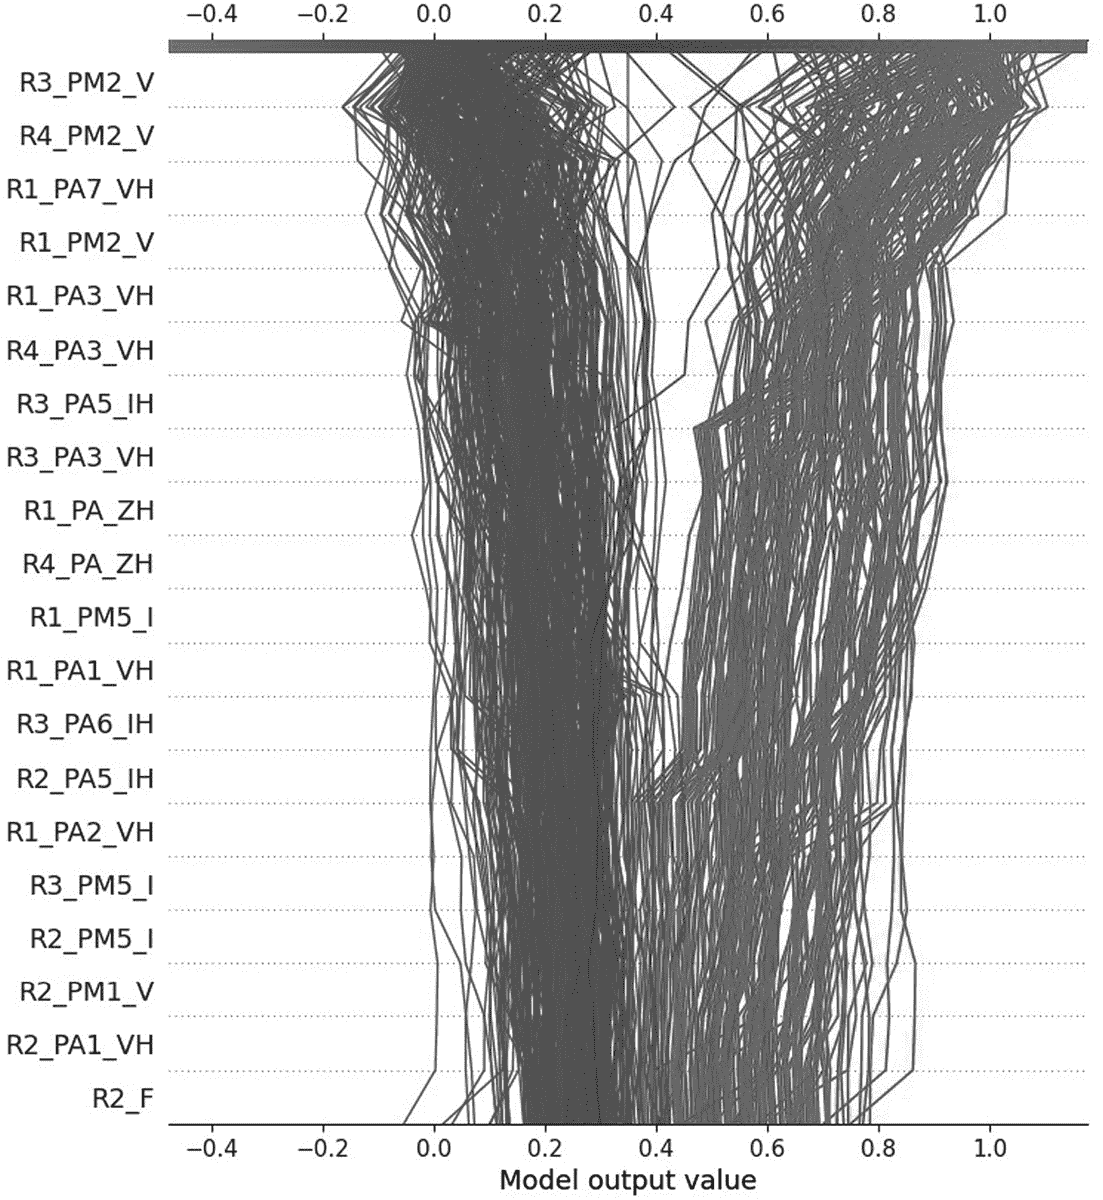 −0.4 −0.2 0.0 0.2 0.4 0.6 0.8 1.0
R3_PM2_V
R4_PM2_V
R1_PA7_VH
R1_PM2_V
R1_PA3_VH
R4_PA3_VH
R3_PA5_IH
R3_PA3_VH
R1_PA_ZH
R4_PA_ZH
R1_PM5_I
R1_PA1_VH
R3_PA6_IH
R2_PA5_IH
R1_PA2_VH
R3_PM5_I
R2_PM5_I
R2_PM1_V
R2_PA1_VH
R2_F
−0.4 −0.2 0.0 0.2 0.4 0.6 0.8 1.0
Model output value